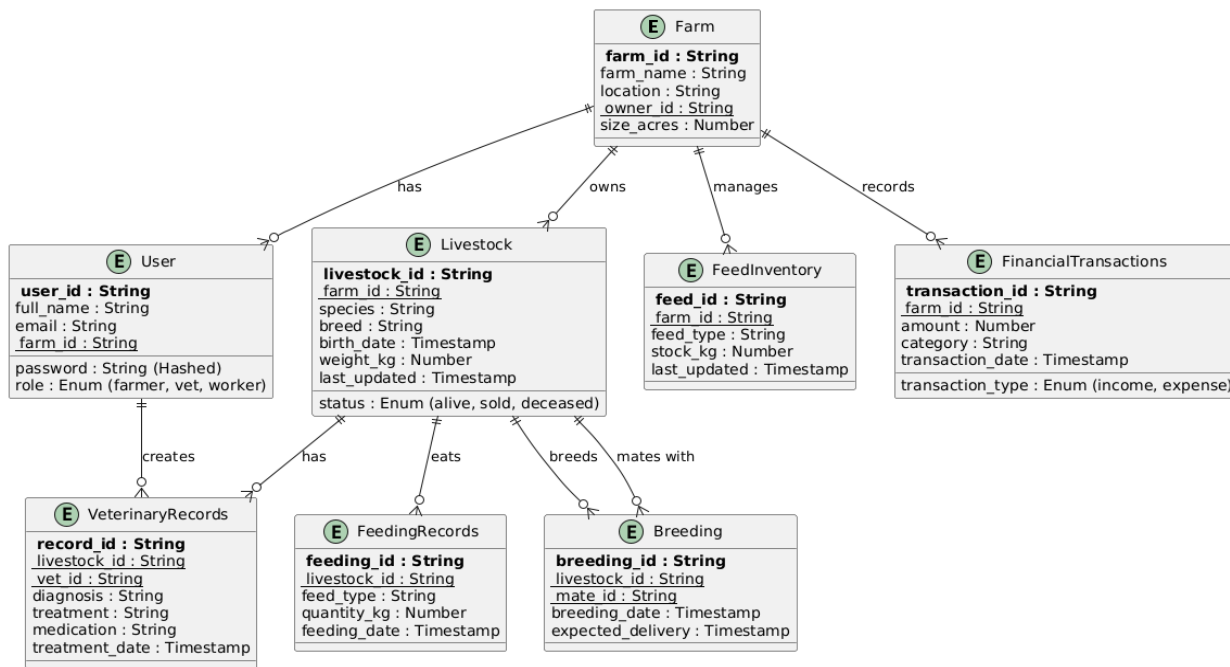 E Farm
farm_id : String
farm_name : String
location : String
owner_id : String
size_acres : Number
has
owns
manages
records
E User
user_id : String
full_name : String
email : String
farm_id : String
password : String (Hashed)
role : Enum (farmer, vet, worker)
E Livestock
livestock_id : String
farm_id : String
species : String
breed : String
birth_date : Timestamp
weight_kg : Number
last_updated : Timestamp
status : Enum (alive, sold, deceased)
E FeedInventory
feed_id : String
farm_id : String
feed_type : String
stock_kg : Number
last_updated : Timestamp
E FinancialTransactions
transaction_id : String
farm_id : String
amount : Number
category : String
transaction_date : Timestamp
transaction_type : Enum (income, expense)
creates
has
eats
breeds
mates with
E VeterinaryRecords
record_id : String
livestock_id : String
vet_id : String
diagnosis : String
treatment : String
medication : String
treatment_date : Timestamp
E FeedingRecords
feeding_id : String
livestock_id : String
feed_type : String
quantity_kg : Number
feeding_date : Timestamp
E Breeding
breeding_id : String
livestock_id : String
mate_id : String
breeding_date : Timestamp
expected_delivery : Timestamp